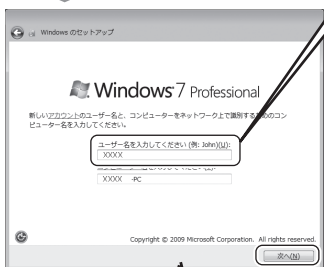 Windows のセットアップ
Windows 7 Professional
新しいアカウントのユーザー名と、コンピューターをネットワーク上で識別するためのコン
ピューター名を入力してください。
ユーザー名を入力してください (例: John)(U):
XXXX
XXXX -PC
Copyright © 2009 Microsoft Corporation. All rights reserved.
次へ(N)